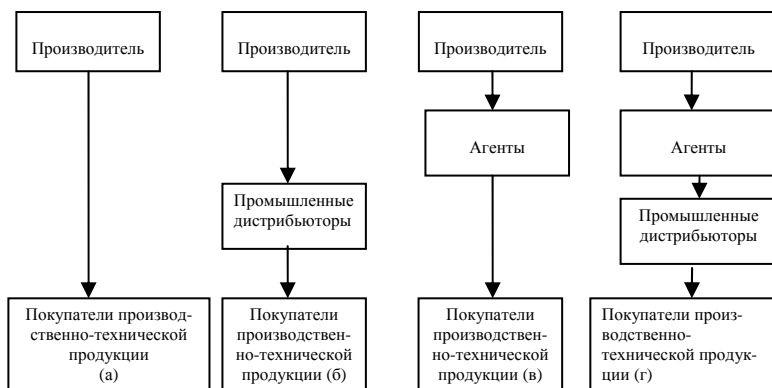 Производитель
Производитель
Производитель
Производитель
Агенты
Агенты
Промышленные
дистрибьюторы
Промышленные
дистрибьюторы
Покупатели производ-
ственно-технической
продукции
(а)
Покупатели
производствен-
но-технической
продукции (б)
Покупатели
производствен-
но-технической
продукции (в)
Покупатели произ-
водственно-
технической продук-
ции (г)